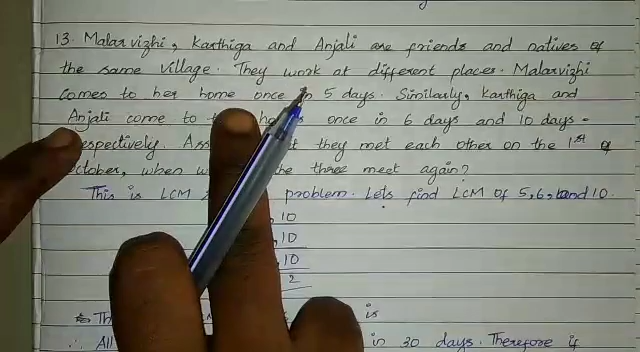 13. Malarvizhi, Karthiga and Anjali are friends and natives of
the same village. They work at different places. Malarvizhi
comes to her home once in 5 days. Similarly, Karthiga and
Anjali come to once in 6 days and 10 days
they met each other on the 1st of
when the three meet again?
This is LCM problem. Lets find LCM of 5, 6, and 10.
, 10
, 10
, 10
2
is
∴ All in 30 days. Therefore if